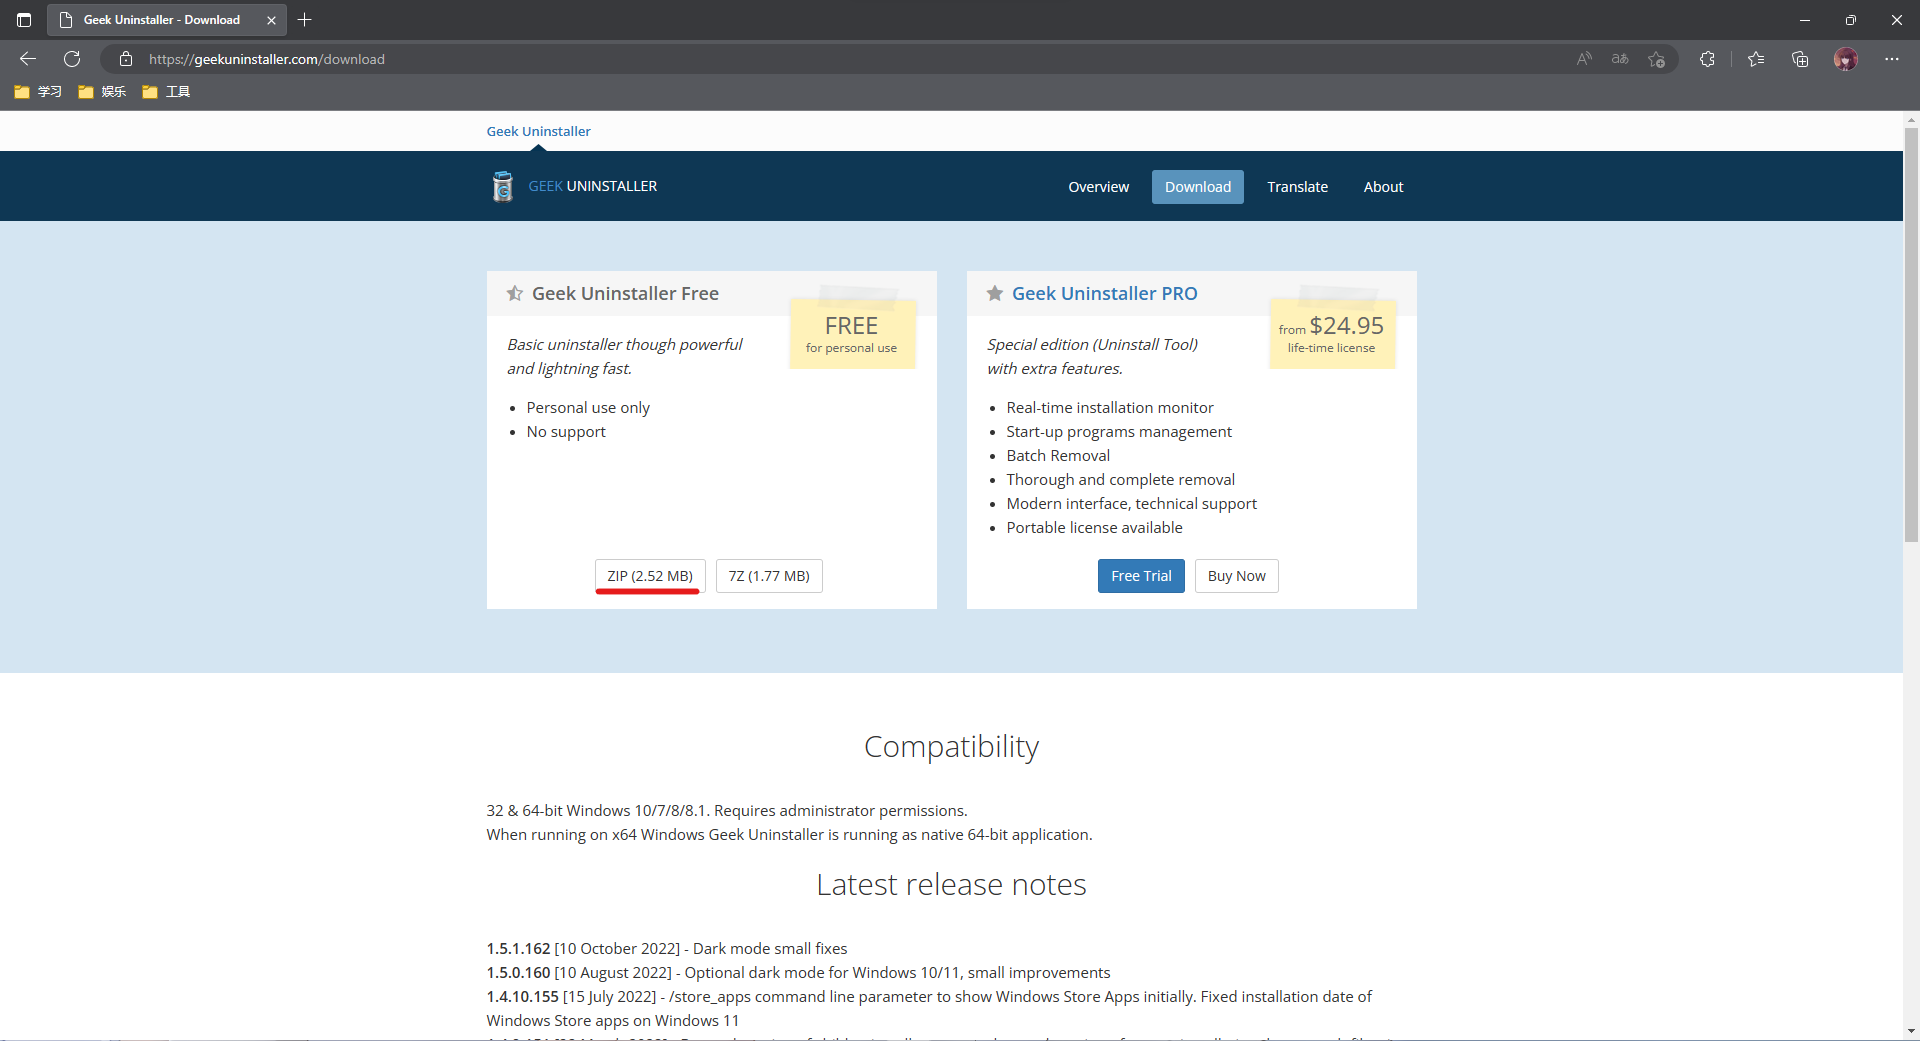 Geek Uninstaller - Download
https://geekuninstaller.com/download
学习 娱乐 工具
Geek Uninstaller
GEEK UNINSTALLER
Overview Download Translate About
Geek Uninstaller Free
FREE
for personal use
Basic uninstaller though powerful
and lightning fast.
Personal use only
No support
ZIP (2.52 MB) 7Z (1.77 MB)
Geek Uninstaller PRO
from $24.95
life-time license
Special edition (Uninstall Tool)
with extra features.
Real-time installation monitor
Start-up programs management
Batch Removal
Thorough and complete removal
Modern interface, technical support
Portable license available
Free Trial Buy Now
Compatibility
32 & 64-bit Windows 10/7/8/8.1. Requires administrator permissions.
When running on x64 Windows Geek Uninstaller is running as native 64-bit application.
Latest release notes
1.5.1.162 [10 October 2022] - Dark mode small fixes
1.5.0.160 [10 August 2022] - Optional dark mode for Windows 10/11, small improvements
1.4.10.155 [15 July 2022] - /store_apps command line parameter to show Windows Store Apps initially. Fixed installation date of
Windows Store apps on Windows 11